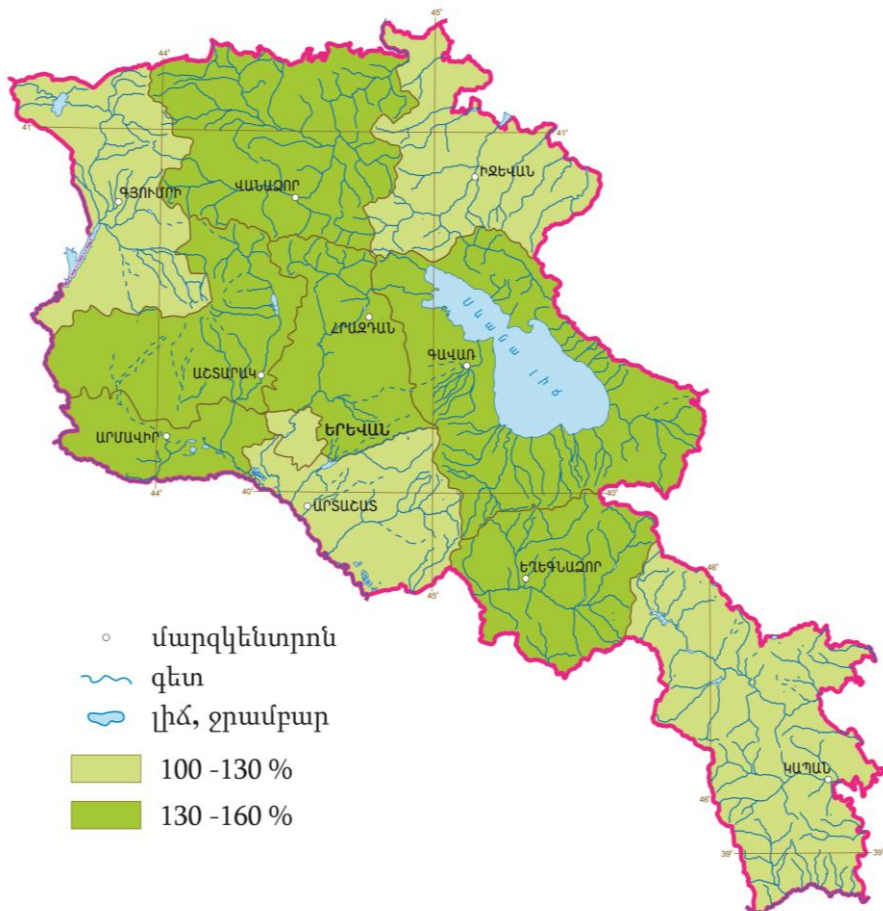 45°
44°
41°
41°
ԻՋԵՎԱՆ
ԳՅՈՒՄՐԻ
ՎԱՆԱՁՈՐ
Սևանա լիճ
ՀՐԱԶԴԱՆ
ԳԱՎԱՌ
ԱՇՏԱՐԱԿ
ԱՐՄԱՎԻՐ
ԵՐԵՎԱՆ
44°
40°
40°
ԱՐՏԱՇԱՏ
ԵՂԵԳՆԱՁՈՐ
46°
45°
մարզկենտրոն
գետ
լիճ, ջրամբար
100 -130 %
130 -160 %
ԿԱՊԱՆ
46°
39°
39°